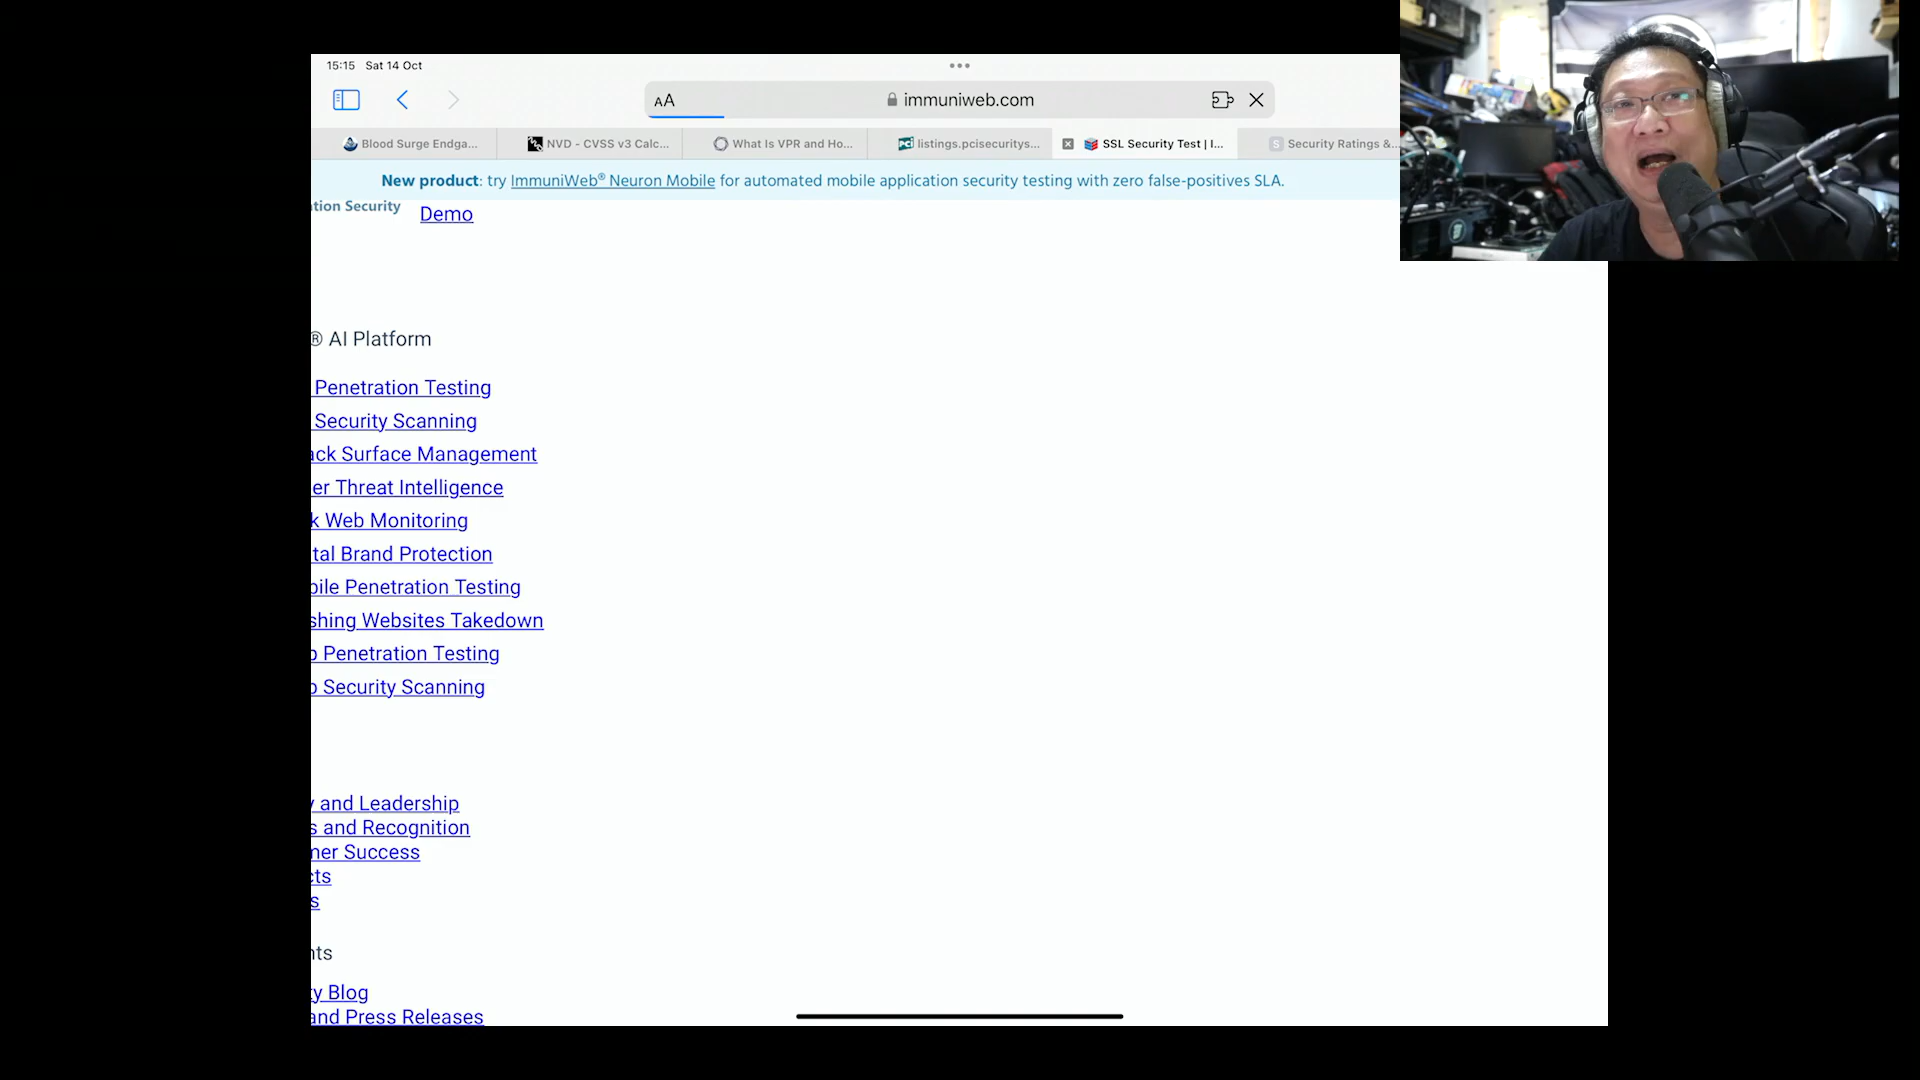 15:15 Sat 14 Oct
AA immuniweb.com
Blood Surge Endga... NVD - CVSS v3 Calc... What Is VPR and Ho... listings.pcisecuritys... SSL Security Test | I... Security Ratings &...
New product: try ImmuniWeb® Neuron Mobile for automated mobile application security testing with zero false-positives SLA.
tion Security Demo
® AI Platform
Penetration Testing
Security Scanning
ack Surface Management
er Threat Intelligence
k Web Monitoring
tal Brand Protection
bile Penetration Testing
shing Websites Takedown
b Penetration Testing
b Security Scanning
y and Leadership
s and Recognition
mer Success
cts
s
nts
ty Blog
and Press Releases